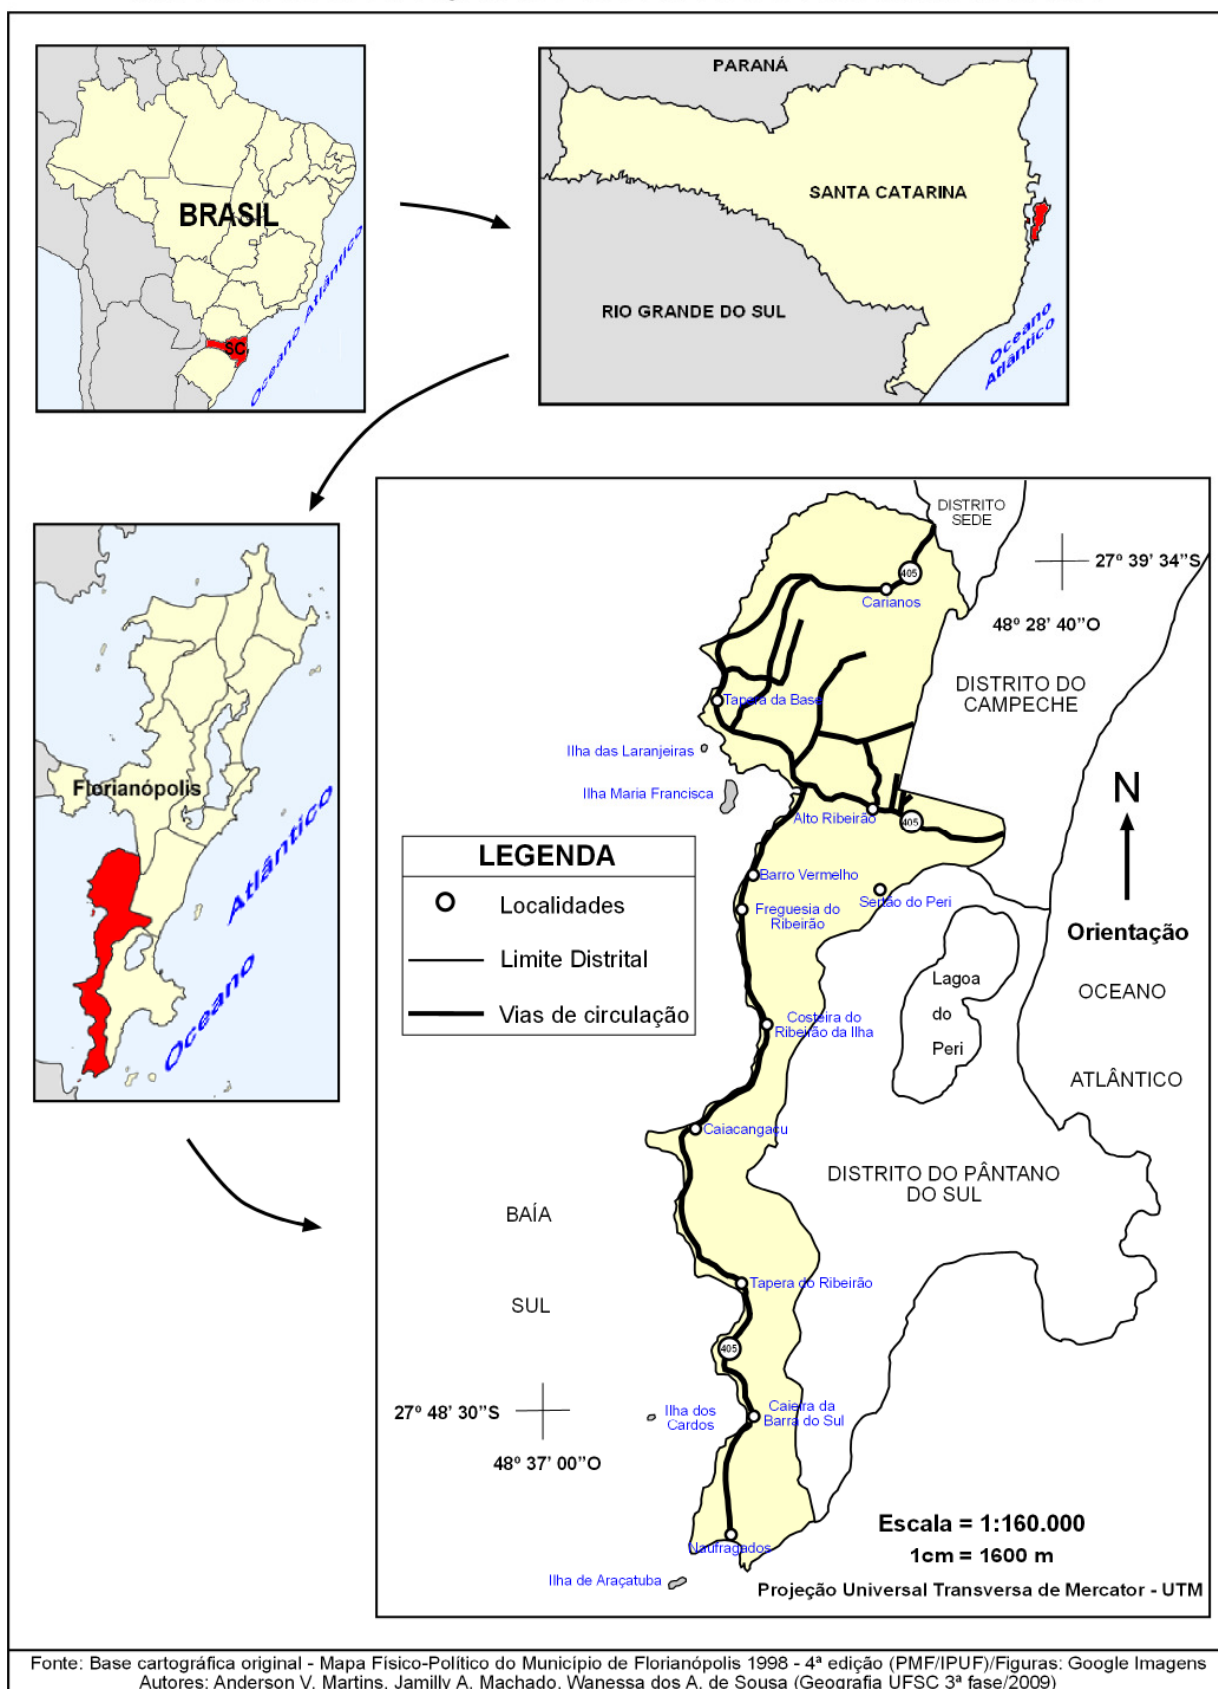 BRASIL
SC
Oceano Atlântico
PARANÁ
SANTA CATARINA
RIO GRANDE DO SUL
Oceano
Atlântico
Florianópolis
Oceano Atlântico
DISTRITO
SEDE
27º 39' 34”S
48º 28' 40”O
405
Carianos
DISTRITO DO
CAMPECHE
Tapera da Base
Ilha das Laranjeiras
Ilha Maria Francisca
Alto Ribeirão
405
N
Orientação
LEGENDA
Localidades
Limite Distrital
Vias de circulação
Barro Vermelho
Sertão do Peri
Freguesia do
Ribeirão
Lagoa
do
Peri
OCEANO
ATLÂNTICO
Costeira do
Ribeirão da Ilha
Caiacangaçu
DISTRITO DO PÂNTANO
DO SUL
BAÍA
SUL
Tapera do Ribeirão
405
27º 48' 30”S
48º 37' 00”O
Ilha dos
Cardos
Caieira da
Barra do Sul
Naufragados
Ilha de Araçatuba
Escala = 1:160.000
1cm = 1600 m
Projeção Universal Transversa de Mercator - UTM
Fonte: Base cartográfica original - Mapa Físico-Político do Município de Florianópolis 1998 - 4ª edição (PMF/IPUF)/Figuras: Google Imagens
Autores: Anderson V. Martins, Jamilly A. Machado, Wanessa dos A. de Sousa (Geografia UFSC 3ª fase/2009)